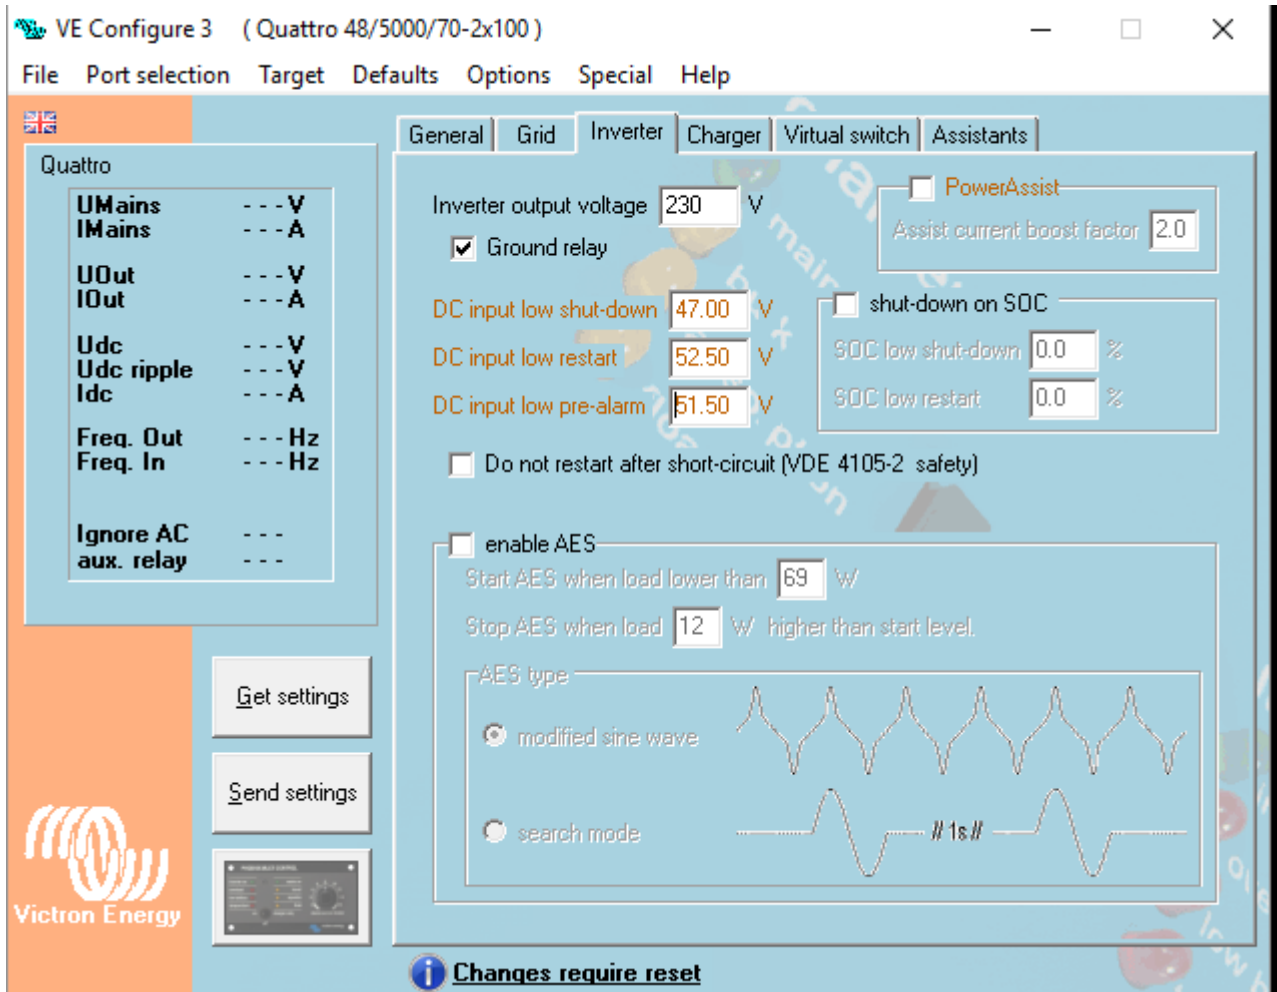 VE Configure 3 ( Quattro 48/5000/70-2x100 )
File Port selection Target Defaults Options Special Help
General Grid Inverter Charger Virtual switch Assistants
Quattro
UMains - - - V
IMains - - - A
UOut - - - V
IOut - - - A
Udc - - - V
Udc ripple - - - V
Idc - - - A
Freq. Out - - - Hz
Freq. In - - - Hz
Ignore AC - - -
aux. relay - - -
Get settings
Send settings
Victron Energy
Inverter output voltage 230 V
Ground relay
PowerAssist
Assist current boost factor 2.0
DC input low shut-down 47.00 V
DC input low restart 52.50 V
DC input low pre-alarm 51.50 V
shut-down on SOC
SOC low shut-down 0.0 %
SOC low restart 0.0 %
Do not restart after short-circuit (VDE 4105-2 safety)
enable AES
Start AES when load lower than 69 W
Stop AES when load 12 W higher than start level.
AES type
modified sine wave
search mode
// 1s //
Changes require reset